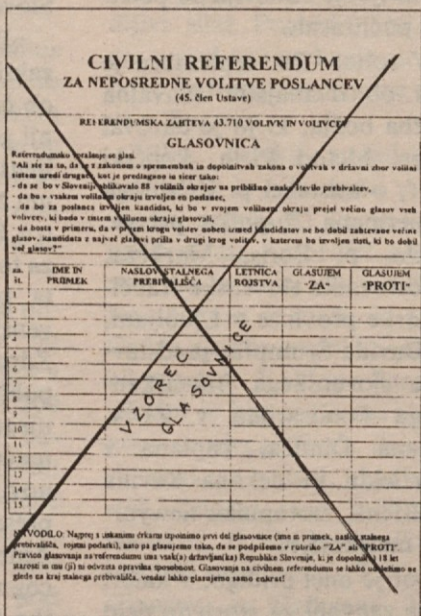 CIVILNI REFERENDUM
ZA NEPOSREDNE VOLITVE POSLANCEV
(45. člen Ustave)
REFERENDUMSKA ZAHTEVA 43.710 VOLIVK IN VOLIVCEV
GLASOVNICA
Referendumsko vprašanje se glasi:
"Ali ste za to, da se z zakonom o spremembah in dopolnitvah zakona o volitvah v državni zbor volilni
sistem uredi drugače, kot je predlagano in sicer tako:
- da se bo v Sloveniji oblikovalo 88 volilnih okrajev na približno enako število prebivalcev,
- da bo v vsakem volilnem okraju izvoljen en poslanec,
- da bo za poslanca izvoljen kandidat, ki bo v svojem volilnem okraju prejel večino glasov vseh
volivcev, ki bodo v tistem volilnem okraju glasovali,
- da bosta v primeru, da v prvem krogu volitev noben izmed kandidatov ne bo dobil zahtevane večine
glasov, kandidata z največ glasovi prišla v drugi krog volitev, v katerem bo izvoljen tisti, ki bo dobil
več glasov?"
zap. št. IME IN PRIIMEK NASLOV STALNEGA PREBIVALIŠČA LETNICA ROJSTVA GLASUJEM "ZA" GLASUJEM "PROTI"
1
2
3
4
5
6
7
8
9
10
11
12
13
14
15
VZOREC
GLASOVNICE
NAVODILO: Najprej s tiskanimi črkami izpolnimo prvi del glasovnice (ime in priimek, naslov stalnega
prebivališča, rojstni podatki), nato pa glasujemo tako, da se podpišemo v rubriko "ZA" ali "PROTI".
Pravico glasovanja na referendumu ima vsak(a) državljan(ka) Republike Slovenije, ki je dopolnil(a) 18 let
starosti in mu (ji) ni odvzeta opravilna sposobnost. Glasovanja na civilnem referendumu se lahko udeležimo ne
glede na kraj stalnega prebivališča, vendar lahko glasujemo samo enkrat!